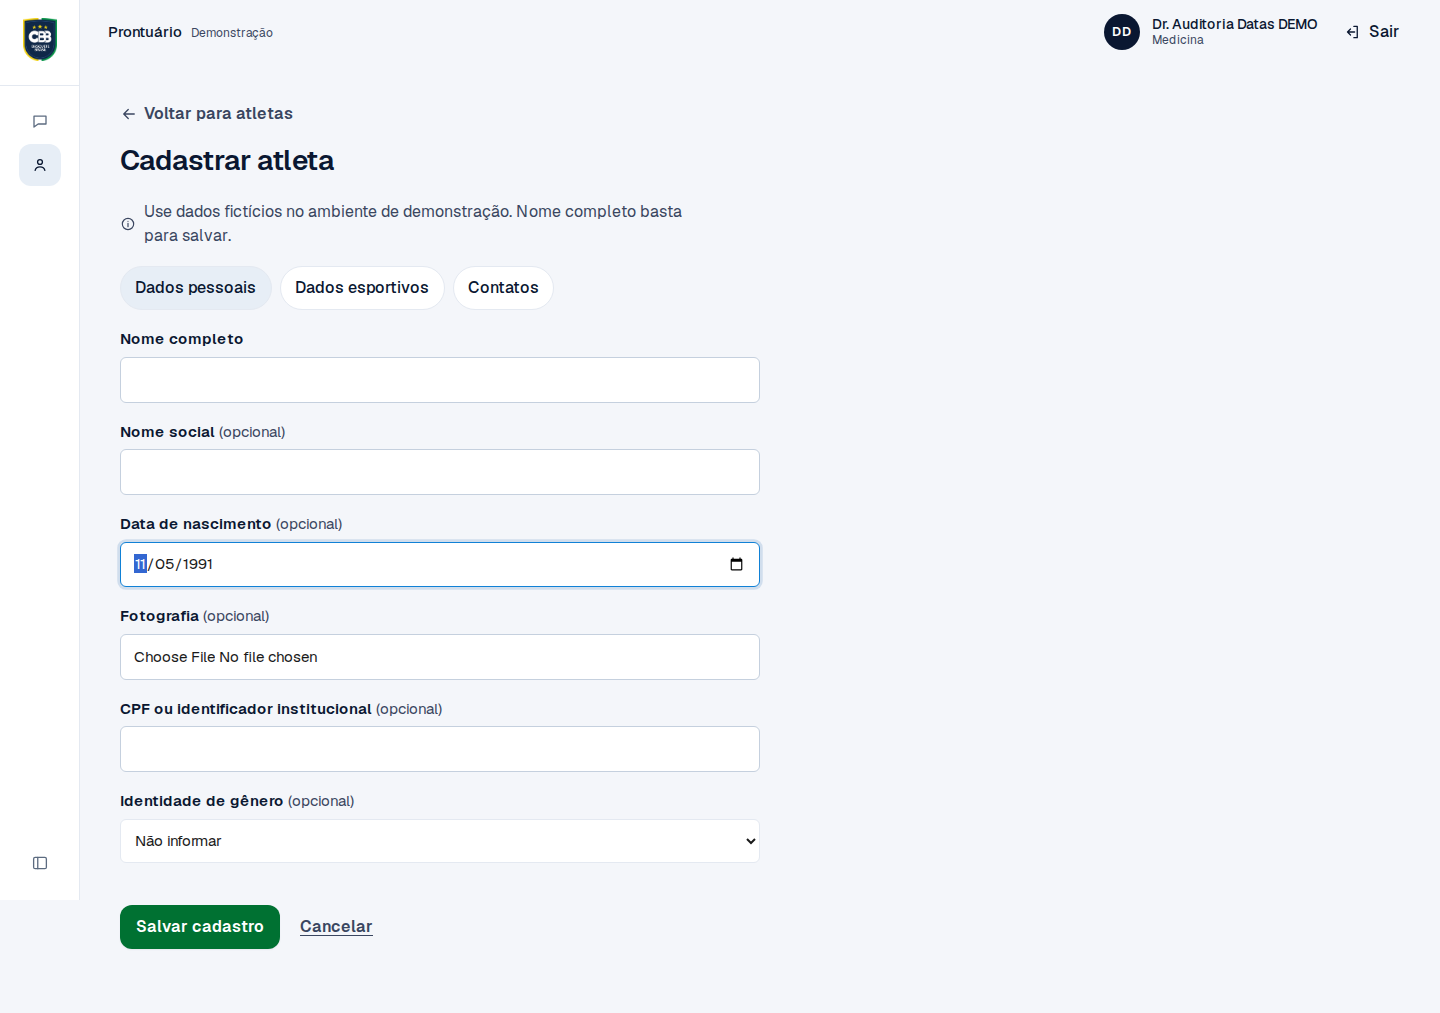 CBB
Prontuário Demonstração
DD
Dr. Auditoria Datas DEMO
Medicina
Sair
Voltar para atletas
Cadastrar atleta
Use dados fictícios no ambiente de demonstração. Nome completo basta
para salvar.
Dados pessoais
Dados esportivos
Contatos
Nome completo
Nome social (opcional)
Data de nascimento (opcional)
11/05/1991
Fotografia (opcional)
Choose File No file chosen
CPF ou identificador institucional (opcional)
Identidade de gênero (opcional)
Não informar
Salvar cadastro
Cancelar